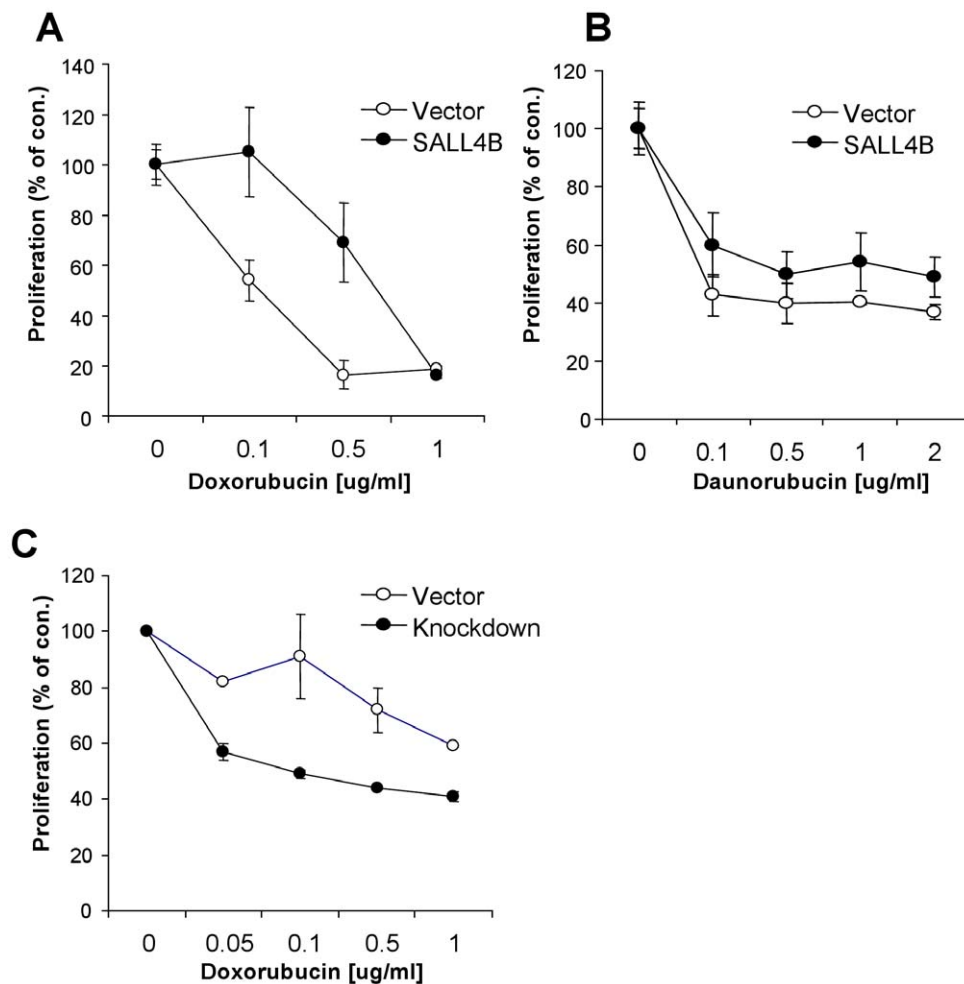 A
Proliferation (% of con.)
140
120
100
80
60
40
20
0
Vector
SALL4B
0 0.1 0.5 1
Doxorubucin [ug/ml]
B
Proliferation (% of con.)
120
100
80
60
40
20
0
Vector
SALL4B
0 0.1 0.5 1 2
Daunorubucin [ug/ml]
C
Proliferation (% of con.)
120
100
80
60
40
20
0
Vector
Knockdown
0 0.05 0.1 0.5 1
Doxorubucin [ug/ml]